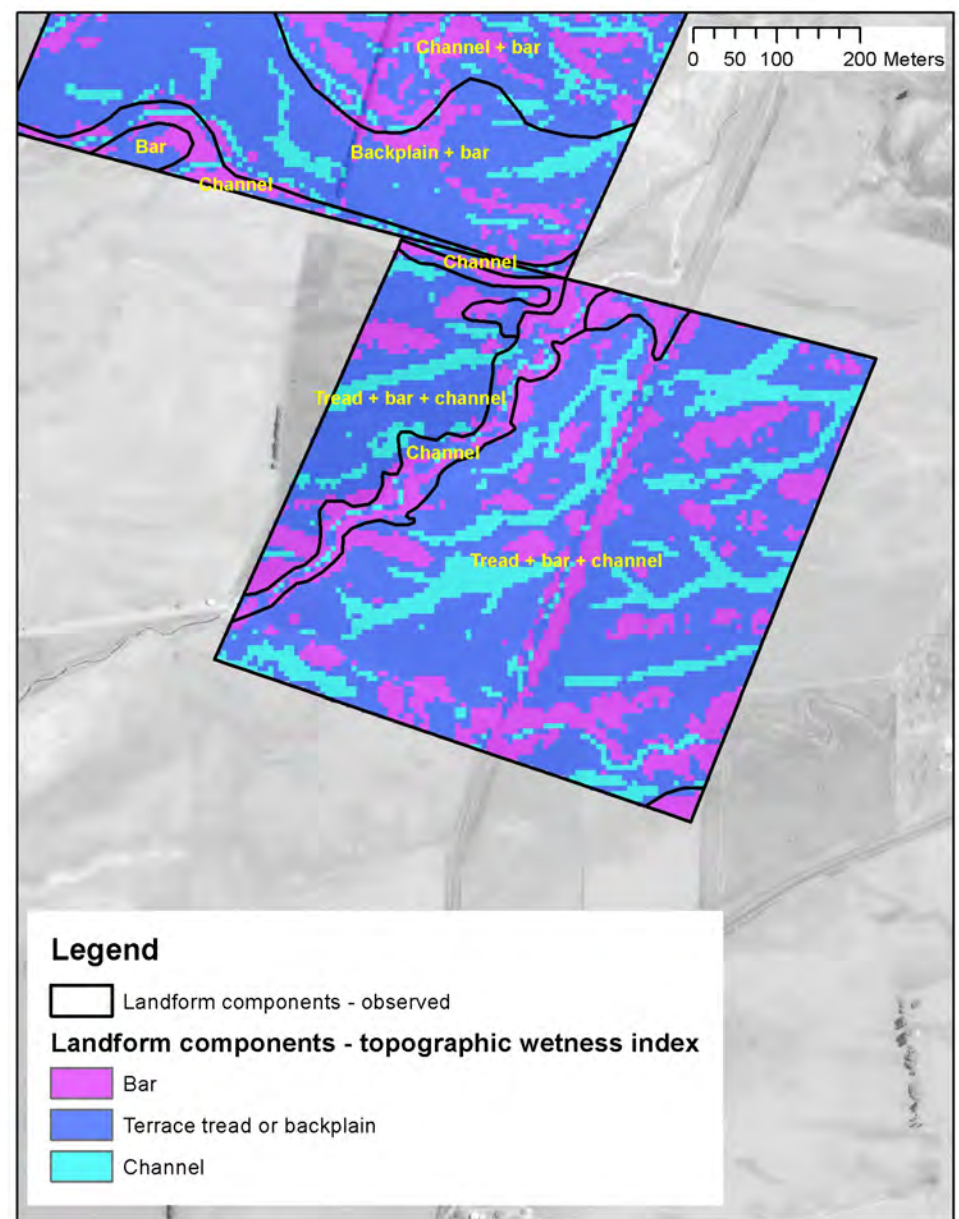 Channel + bar
0 50 100 200 Meters
Bar
Backplain + bar
Channel
Channel
Tread + bar + channel
Channel
Tread + bar + channel
Legend
Landform components - observed
Landform components - topographic wetness index
Bar
Terrace tread or backplain
Channel